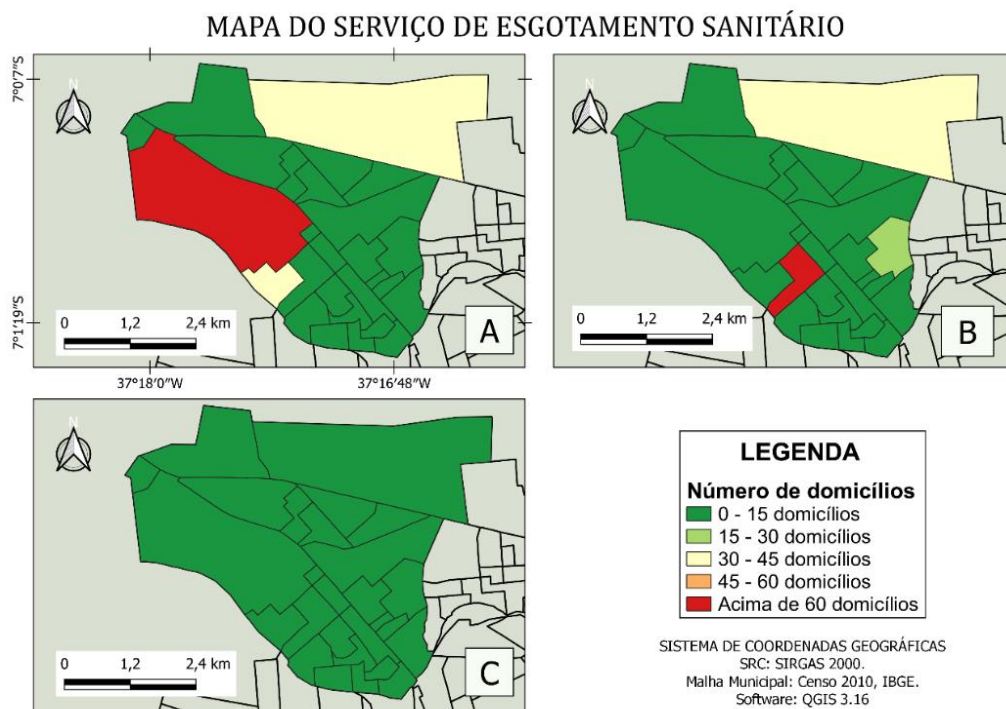 MAPA DO SERVIÇO DE ESGOTAMENTO SANITÁRIO
7°0'7"S
7°1'19"S
N
0 1,2 2,4 km
A
37°18'0"W 37°16'48"W
N
0 1,2 2,4 km
B
N
0 1,2 2,4 km
C
LEGENDA
Número de domicílios
0 - 15 domicílios
15 - 30 domicílios
30 - 45 domicílios
45 - 60 domicílios
Acima de 60 domicílios
SISTEMA DE COORDENADAS GEOGRÁFICAS
SRC: SIRGAS 2000.
Malha Municipal: Censo 2010, IBGE.
Software: QGIS 3.16